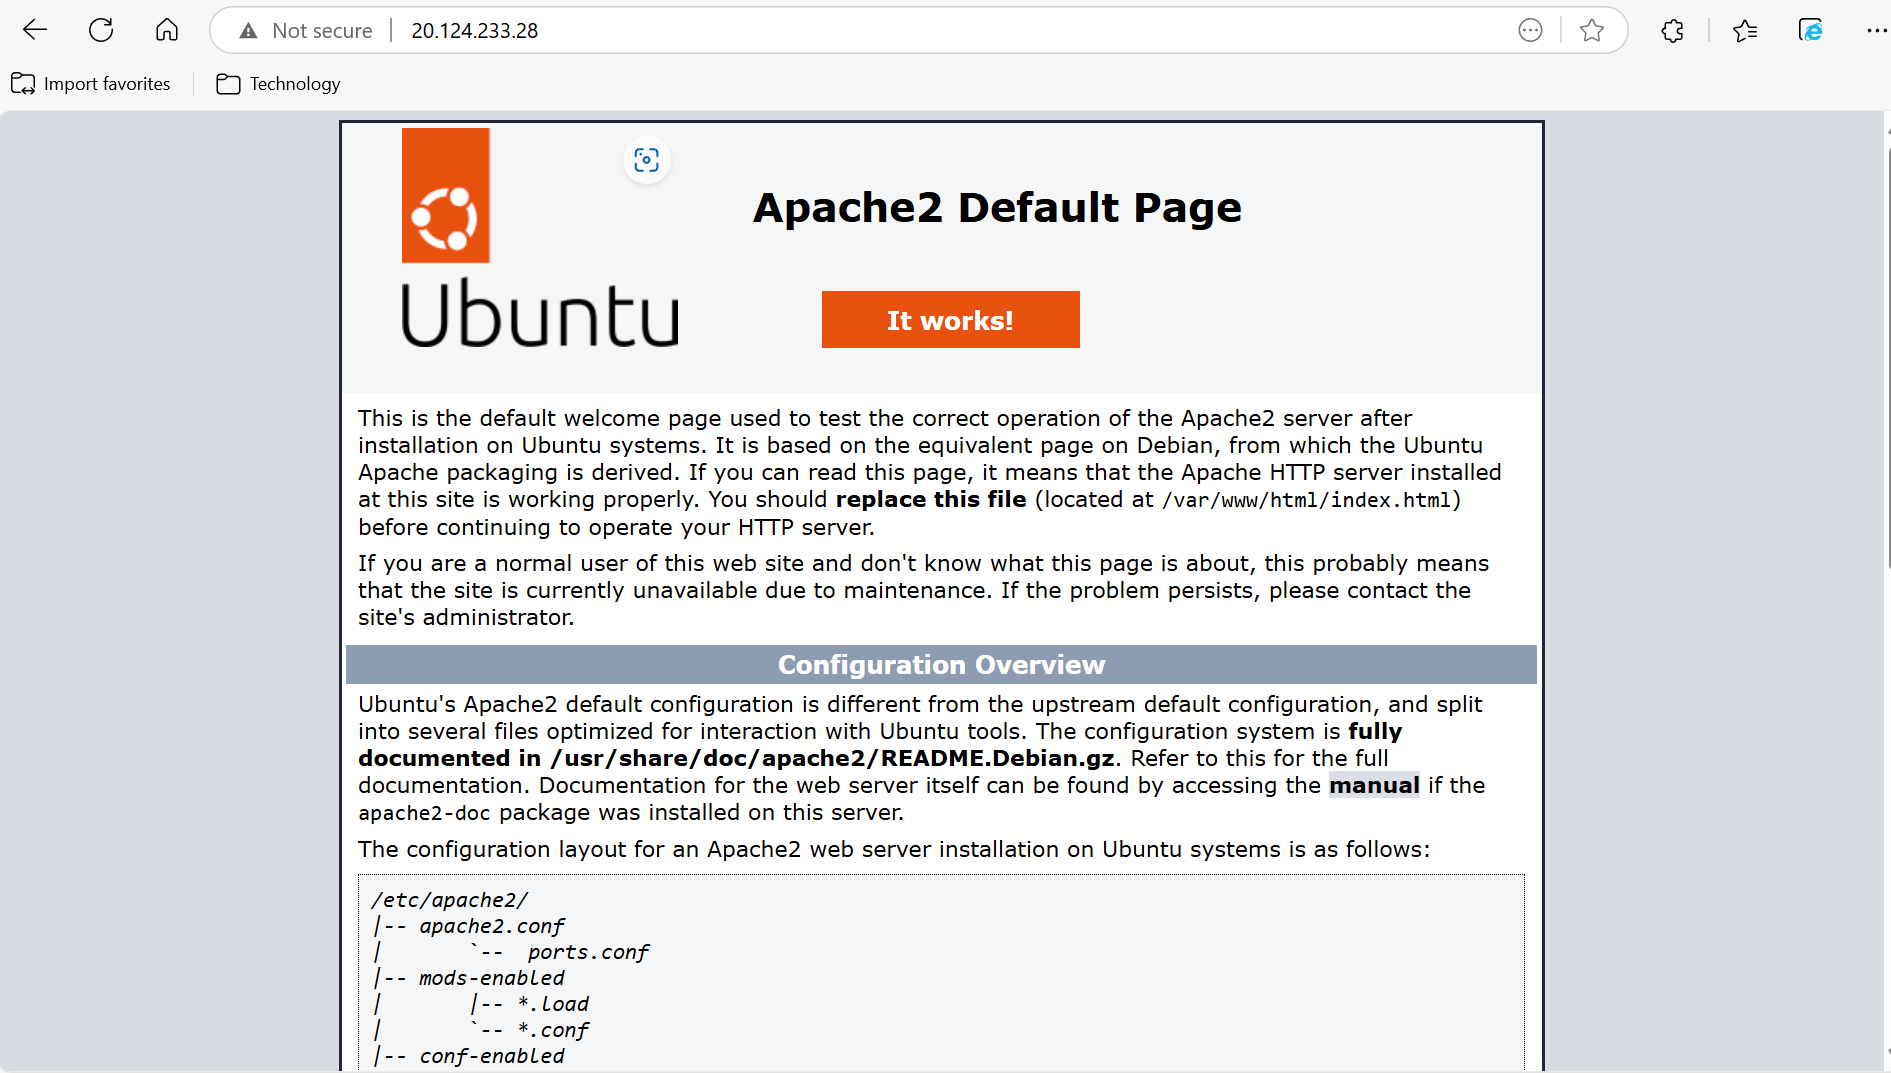 Not secure | 20.124.233.28
Import favorites
Technology
Apache2 Default Page
Ubuntu
It works!
This is the default welcome page used to test the correct operation of the Apache2 server after
installation on Ubuntu systems. It is based on the equivalent page on Debian, from which the Ubuntu
Apache packaging is derived. If you can read this page, it means that the Apache HTTP server installed
at this site is working properly. You should replace this file (located at /var/www/html/index.html)
before continuing to operate your HTTP server.
If you are a normal user of this web site and don't know what this page is about, this probably means
that the site is currently unavailable due to maintenance. If the problem persists, please contact the
site's administrator.
Configuration Overview
Ubuntu's Apache2 default configuration is different from the upstream default configuration, and split
into several files optimized for interaction with Ubuntu tools. The configuration system is fully
documented in /usr/share/doc/apache2/README.Debian.gz. Refer to this for the full
documentation. Documentation for the web server itself can be found by accessing the manual if the
apache2-doc package was installed on this server.
The configuration layout for an Apache2 web server installation on Ubuntu systems is as follows:
/etc/apache2/
|-- apache2.conf
|       `--  ports.conf
|-- mods-enabled
|       |-- *.load
|       `-- *.conf
|-- conf-enabled